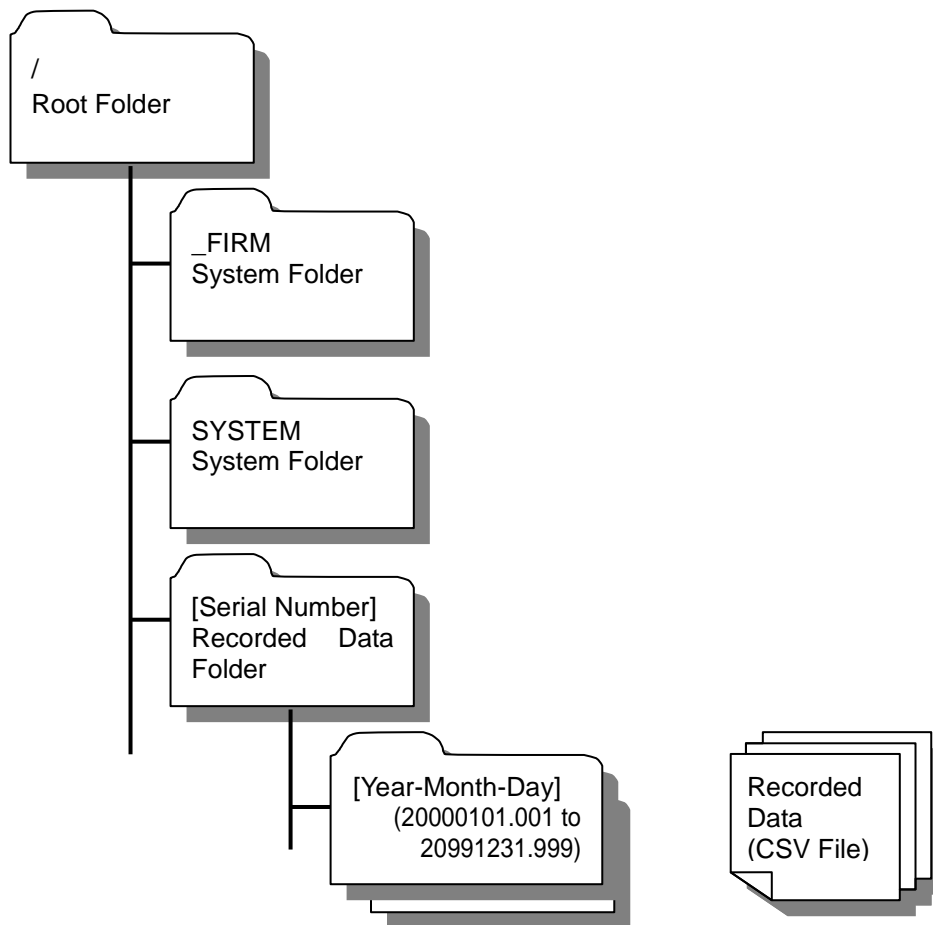 /
Root Folder
_FIRM
System Folder
SYSTEM
System Folder
[Serial Number]
Recorded Data
Folder
[Year-Month-Day]
(20000101.001 to
20991231.999)
Recorded
Data
(CSV File)